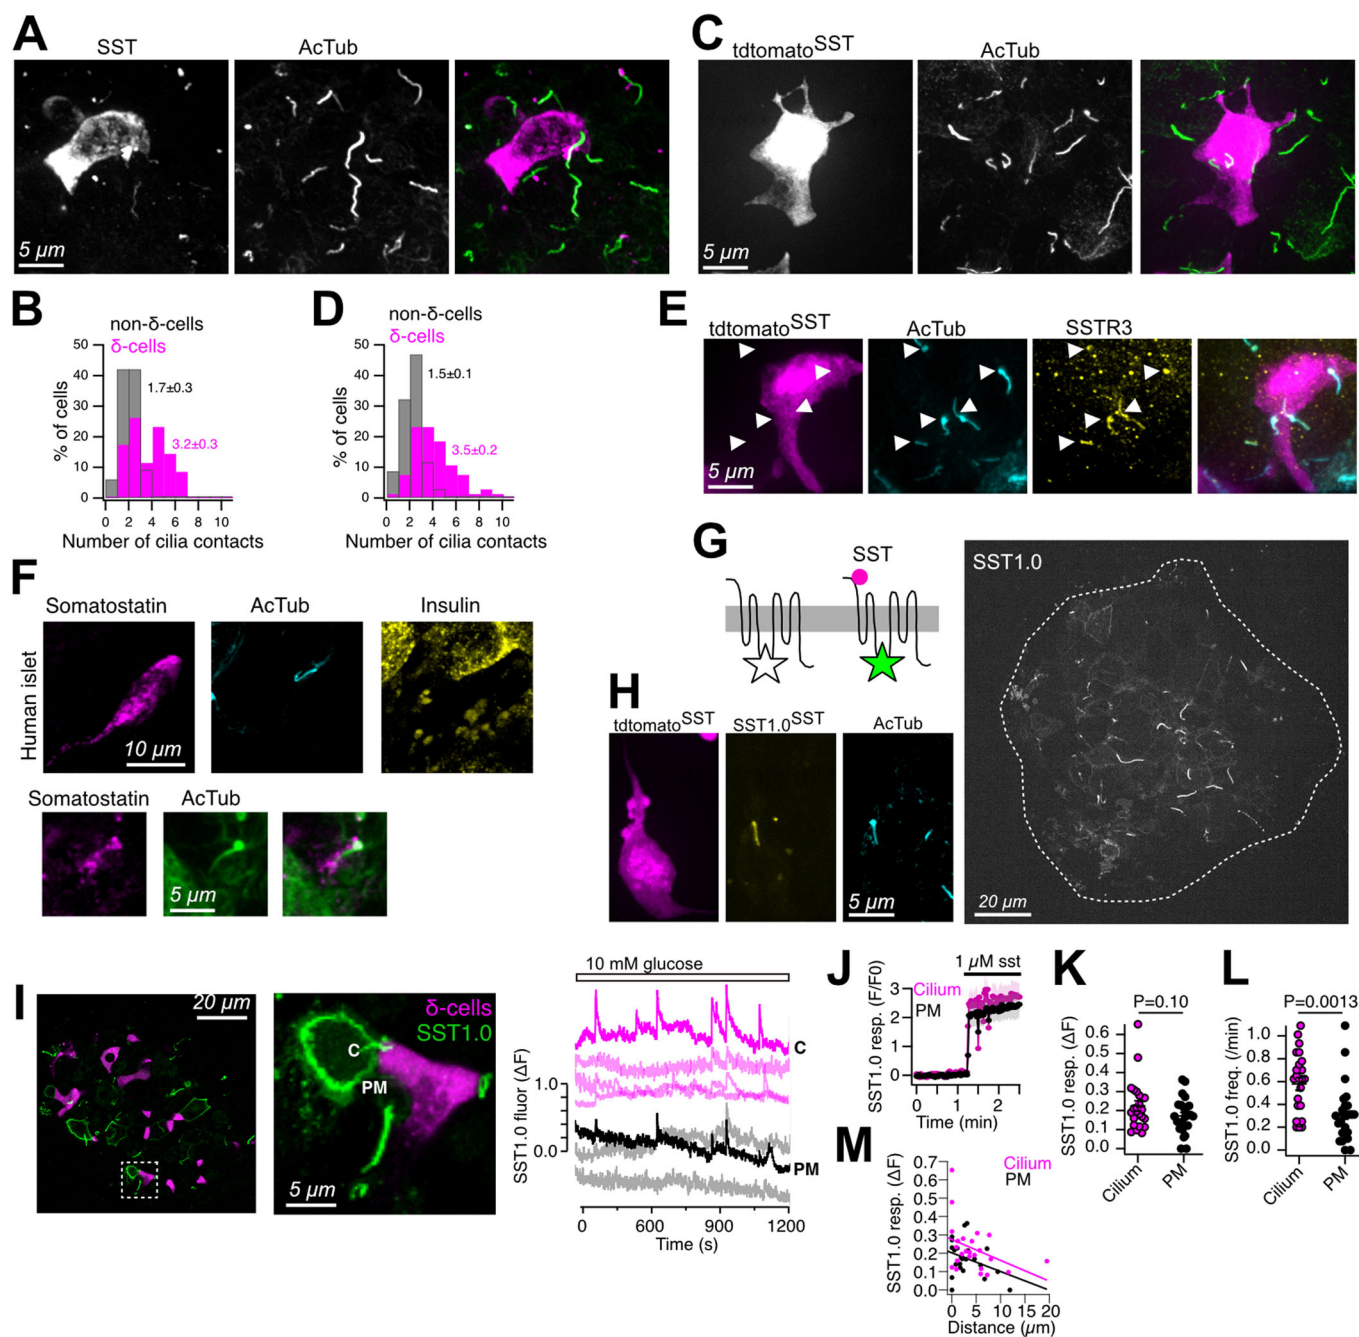 A
SST
AcTub
5 µm
C
tdtomatoSST
AcTub
5 µm
B
non-δ-cells
δ-cells
% of cells
50
40
30
20
10
0
1.7±0.3
3.2±0.3
0 2 4 6 8 10
Number of cilia contacts
D
non-δ-cells
δ-cells
% of cells
50
40
30
20
10
0
1.5±0.1
3.5±0.2
0 2 4 6 8 10
Number of cilia contacts
E
tdtomatoSST
AcTub
SSTR3
5 µm
F
Somatostatin
AcTub
Insulin
Human islet
10 µm
Somatostatin
AcTub
5 µm
G
SST
SST1.0
20 µm
H
tdtomatoSST
SST1.0SST
AcTub
5 µm
I
20 µm
δ-cells
SST1.0
C
PM
5 µm
10 mM glucose
SST1.0 fluor (ΔF)
1.0
0.0
C
PM
0 600 900 1200
Time (s)
J
1 µM sst
Cilium
PM
SST1.0 resp. (F/F0)
3
2
1
0
0 1 2
Time (min)
K
P=0.10
SST1.0 resp. (ΔF)
0.6
0.5
0.4
0.3
0.2
0.1
0.0
Cilium
PM
L
P=0.0013
SST1.0 freq. (/min)
1.0
0.8
0.6
0.4
0.2
0
Cilium
PM
M
Cilium
PM
SST1.0 resp. (ΔF)
0.7
0.6
0.5
0.4
0.3
0.2
0.1
0.0
0 5 10 15 20
Distance (µm)